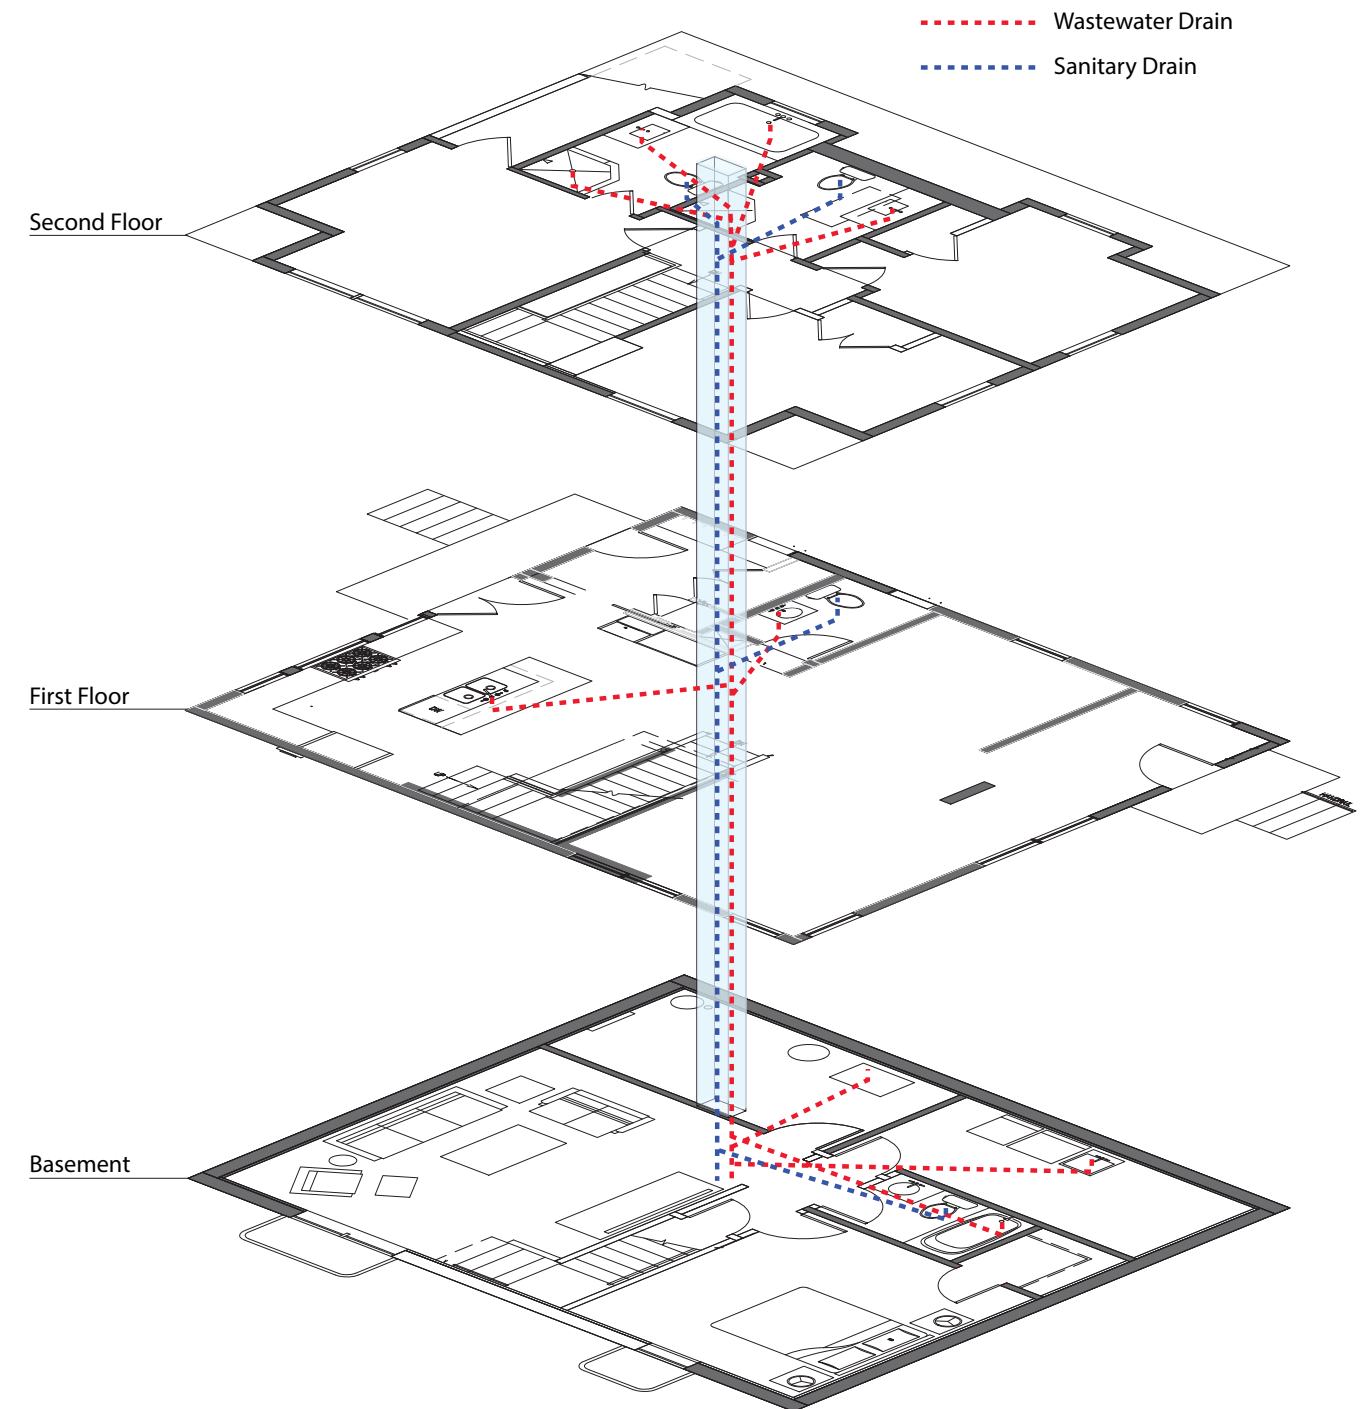 Wastewater Drain
Sanitary Drain
Second Floor
First Floor
Basement